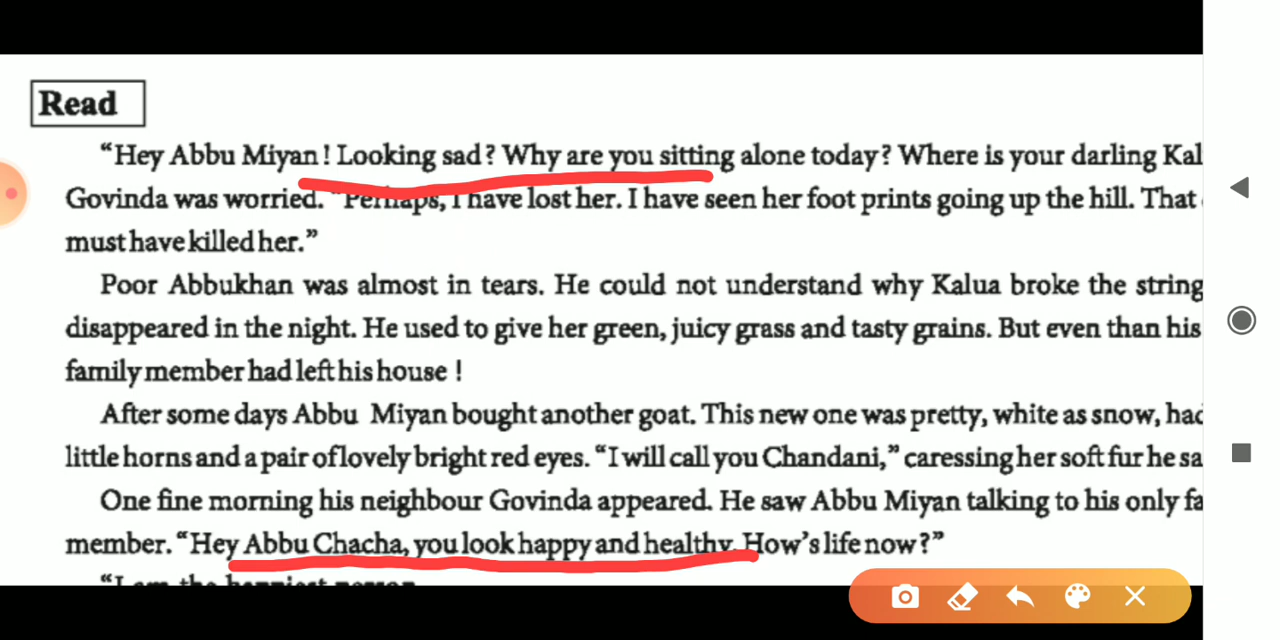 Read
“Hey Abbu Miyan! Looking sad? Why are you sitting alone today? Where is your darling Kal
Govinda was worried. “Perhaps, I have lost her. I have seen her foot prints going up the hill. That
must have killed her.”
Poor Abbukhan was almost in tears. He could not understand why Kalua broke the string
disappeared in the night. He used to give her green, juicy grass and tasty grains. But even than his
family member had left his house !
After some days Abbu Miyan bought another goat. This new one was pretty, white as snow, had
little horns and a pair of lovely bright red eyes. “I will call you Chandani,” caressing her soft fur he sa
One fine morning his neighbour Govinda appeared. He saw Abbu Miyan talking to his only fa
member. “Hey Abbu Chacha, you look happy and healthy. How’s life now?”
“I am the happiest person